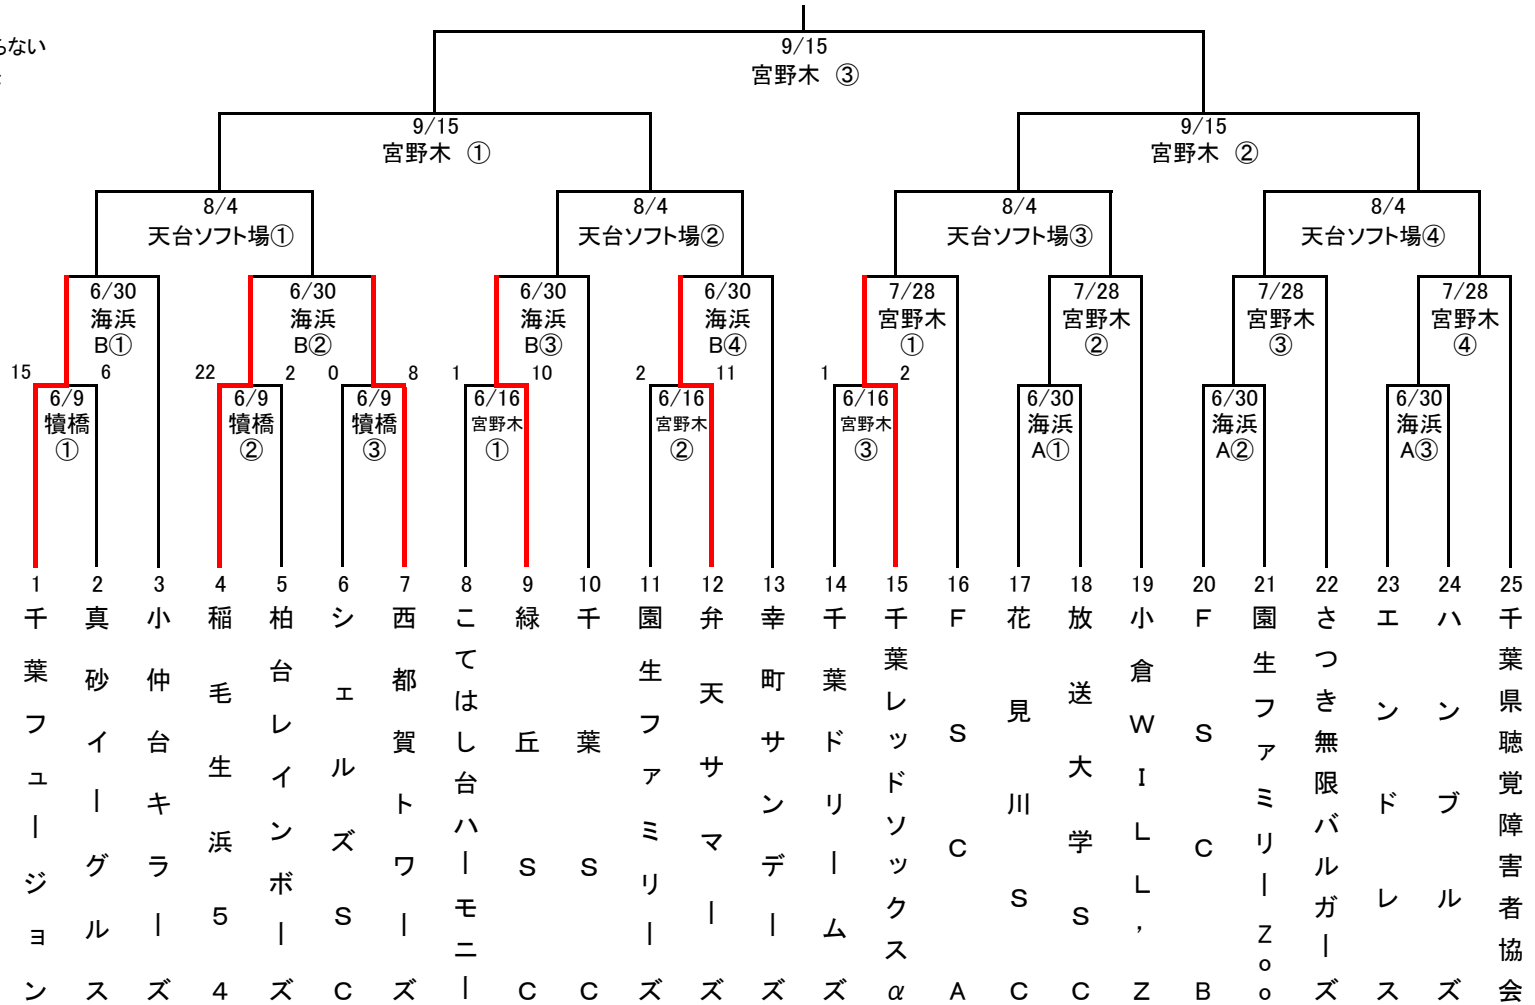 らない
9/15
宮野木 ③
9/15
宮野木 ①
9/15
宮野木 ②
8/4
天台ソフト場①
8/4
天台ソフト場②
8/4
天台ソフト場③
8/4
天台ソフト場④
6/30
海浜
B①
6/30
海浜
B②
6/30
海浜
B③
6/30
海浜
B④
7/28
宮野木
①
7/28
宮野木
②
7/28
宮野木
③
7/28
宮野木
④
15 6 22 2 0 8 1 10 2 11 1 2
6/9
犢橋
①
6/9
犢橋
②
6/9
犢橋
③
6/16
宮野木
①
6/16
宮野木
②
6/16
宮野木
③
6/30
海浜
A①
6/30
海浜
A②
6/30
海浜
A③
1 千葉フュージョン
2 真砂イーグルス
3 小仲台キラーズ
4 稲毛生浜54
5 柏台レインボーズ
6 シェルズSC
7 西都賀トワーズ
8 こてはし台ハーモニー
9 緑丘SC
10 千葉SC
11 園生ファミリーズ
12 弁天サマーズ
13 幸町サンデーズ
14 千葉ドリームズ
15 千葉レッドソックスα
16 FSCA
17 花見川SC
18 放送大学SC
19 小倉WILL’Z
20 FSCB
21 園生ファミリーZoo
22 さつき無限バルガーズ
23 エンドレス
24 ハンブルズ
25 千葉県聴覚障害者協会